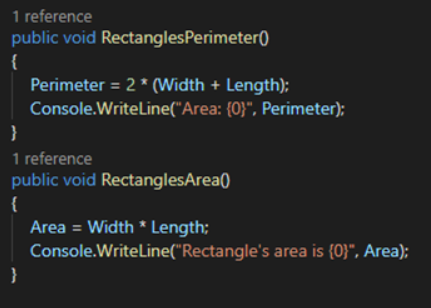 1 reference
public void RectanglesPerimeter()
{
Perimeter = 2 * (Width + Length);
Console.WriteLine("Area: {0}", Perimeter);
}
1 reference
public void RectanglesArea()
{
Area = Width * Length;
Console.WriteLine("Rectangle's area is {0}", Area);
}